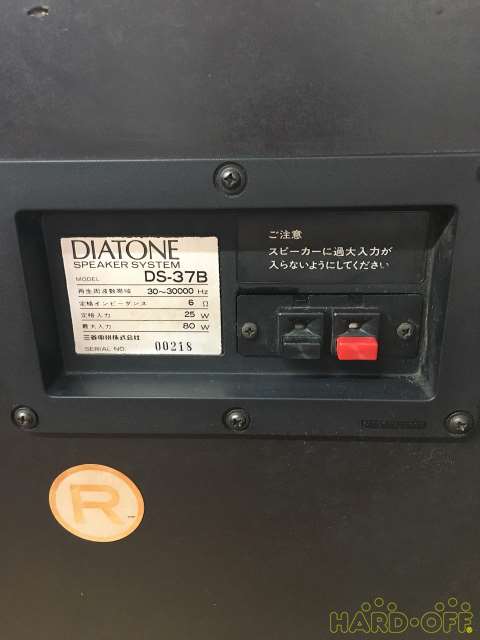 DIATONE
SPEAKER SYSTEM
MODEL DS-37B
再生周波数帯域 30〜30000 Hz
定格インピーダンス 6 Ω
定格入力 25 W
最大入力 80 W
三菱電機株式会社
SERIAL NO. 00218
ご注意
スピーカーに過大入力が
入らないようにしてください
R
HARD-OFF